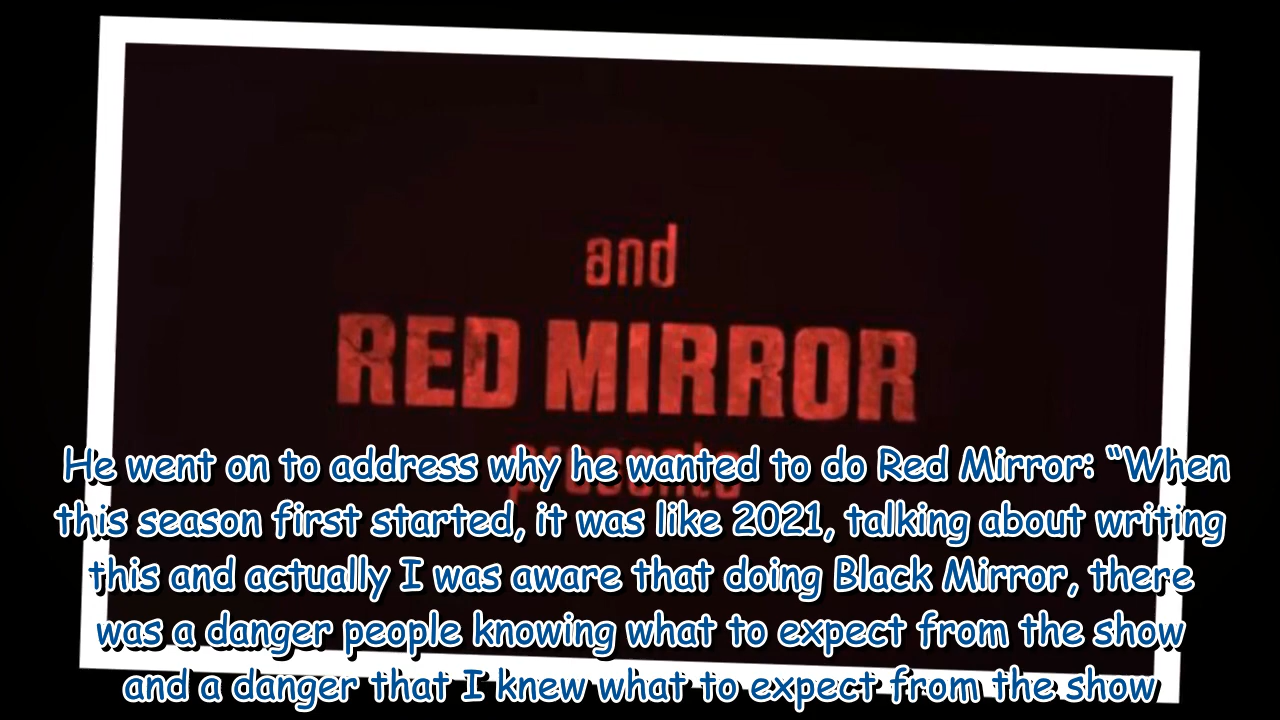 and
RED MIRROR
presents
He went on to address why he wanted to do Red Mirror: “When
this season first started, it was like 2021, talking about writing
this and actually I was aware that doing Black Mirror, there
was a danger people knowing what to expect from the show
and a danger that I knew what to expect from the show